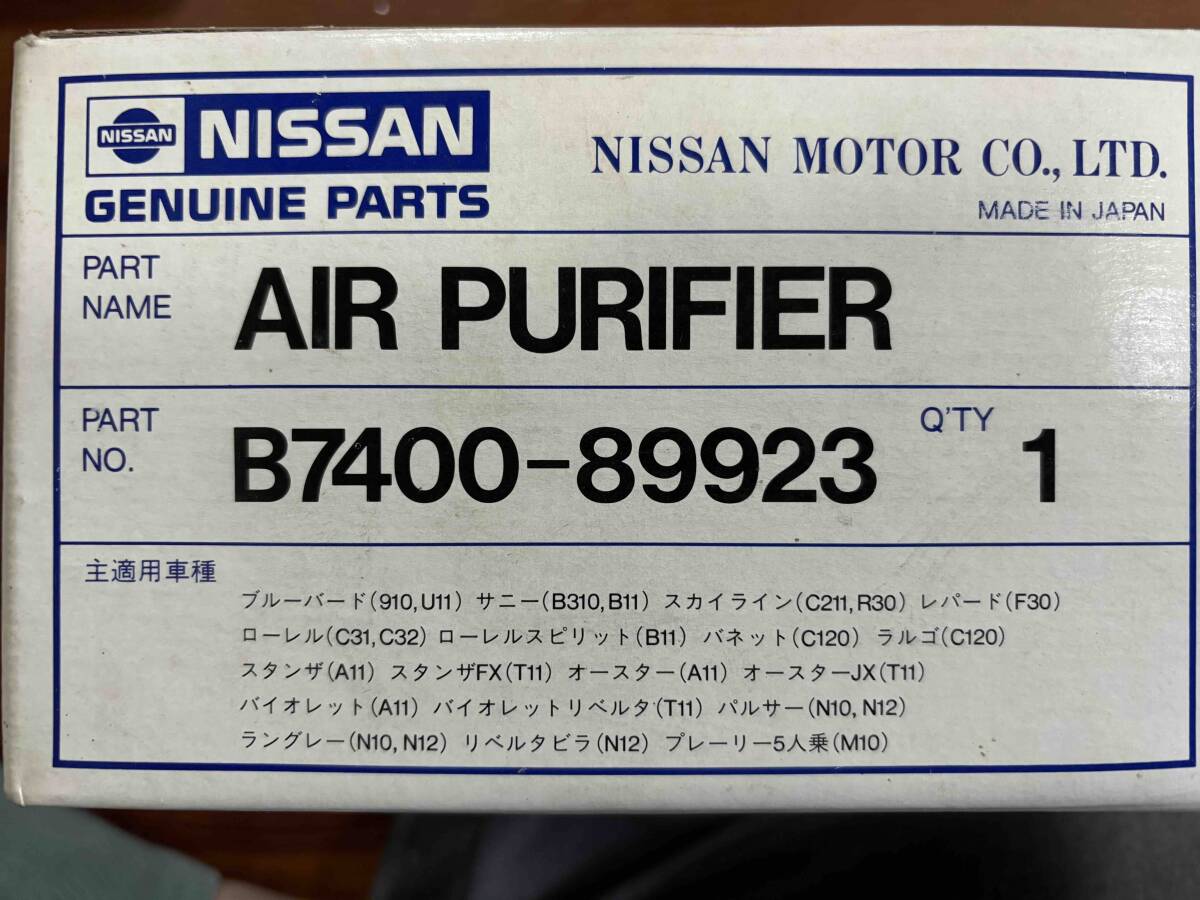 NISSAN NISSAN
GENUINE PARTS
NISSAN MOTOR CO., LTD.
MADE IN JAPAN
PART NAME AIR PURIFIER
PART NO. B7400-89923 Q'TY 1
主適用車種
ブルーバード(910,U11) サニー(B310,B11) スカイライン(C211,R30) レパード(F30)
ローレル(C31,C32) ローレルスピリット(B11) バネット(C120) ラルゴ(C120)
スタンザ(A11) スタンザFX(T11) オースター(A11) オースターJX(T11)
バイオレット(A11) バイオレットリベルタ(T11) パルサー(N10,N12)
ラングレー(N10,N12) リベルタビラ(N12) プレーリー5人乗(M10)